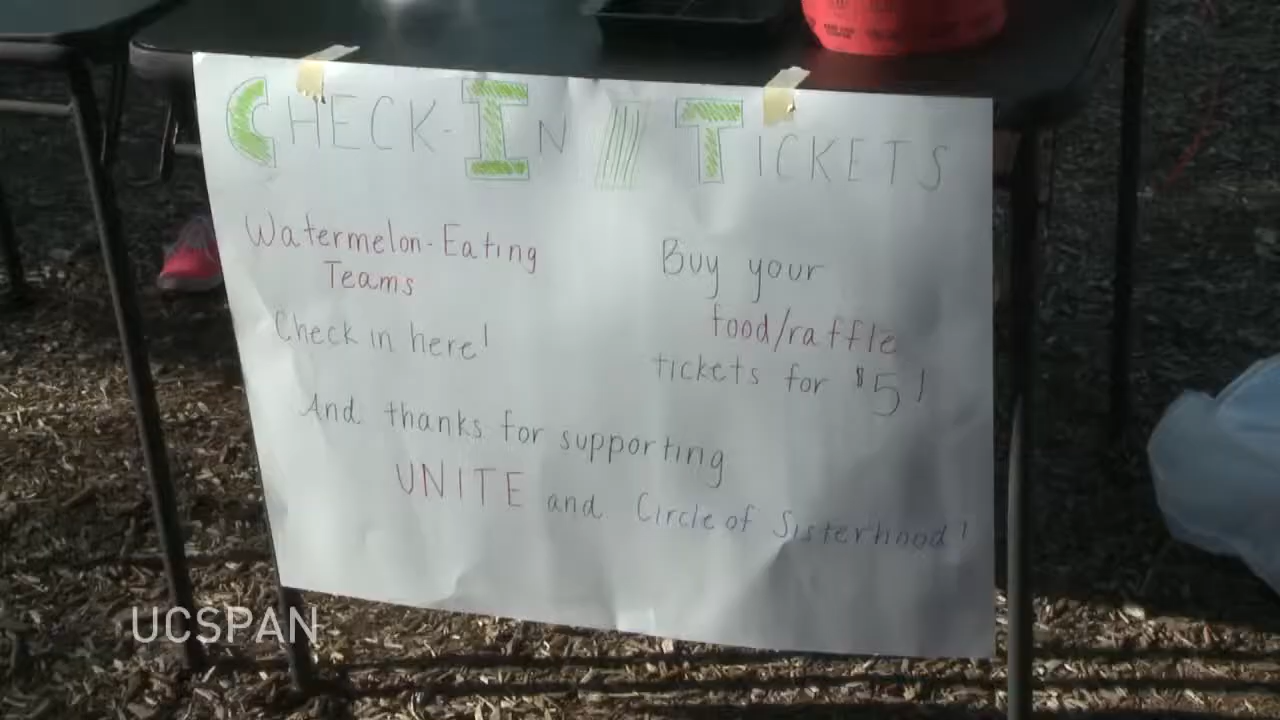 CHECK-IN / TICKETS
Watermelon-Eating
Teams
Check in here!
Buy your
food/raffle
tickets for $5!
And thanks for supporting
UNITE and Circle of Sisterhood!
UCSPAN